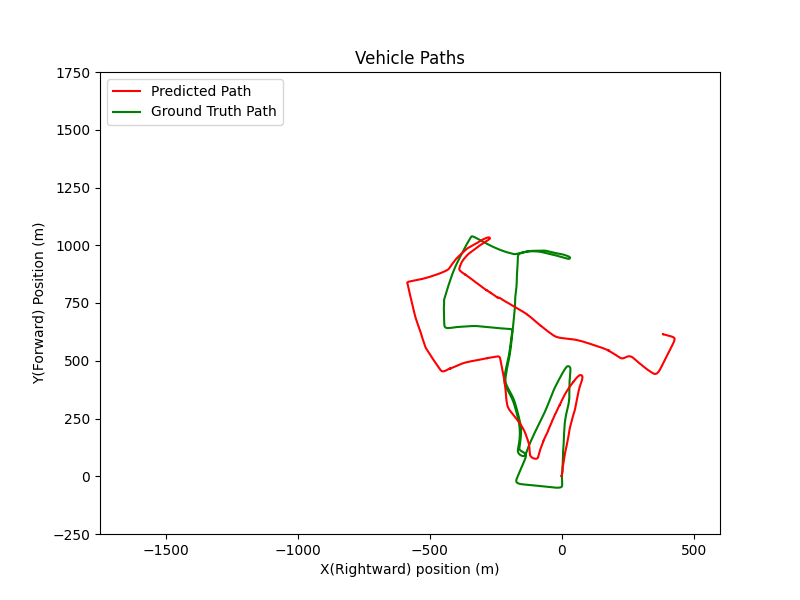 Vehicle Paths
Predicted Path
Ground Truth Path
1750
1500
1250
1000
750
500
250
0
−250
−1500
−1000
−500
0
500
Y(Forward) Position (m)
X(Rightward) position (m)